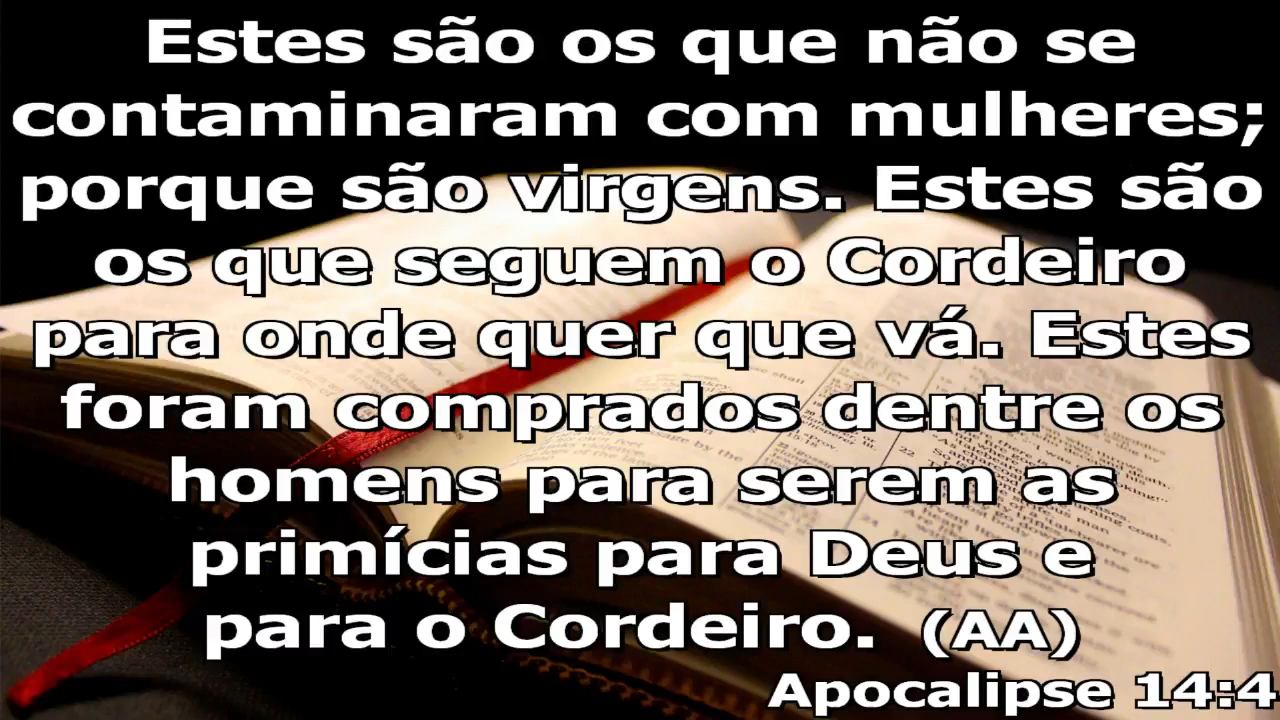 Estes são os que não se
contaminaram com mulheres;
porque são virgens. Estes são
os que seguem o Cordeiro
para onde quer que vá. Estes
foram comprados dentre os
homens para serem as
primícias para Deus e
para o Cordeiro. (AA)
Apocalipse 14:4